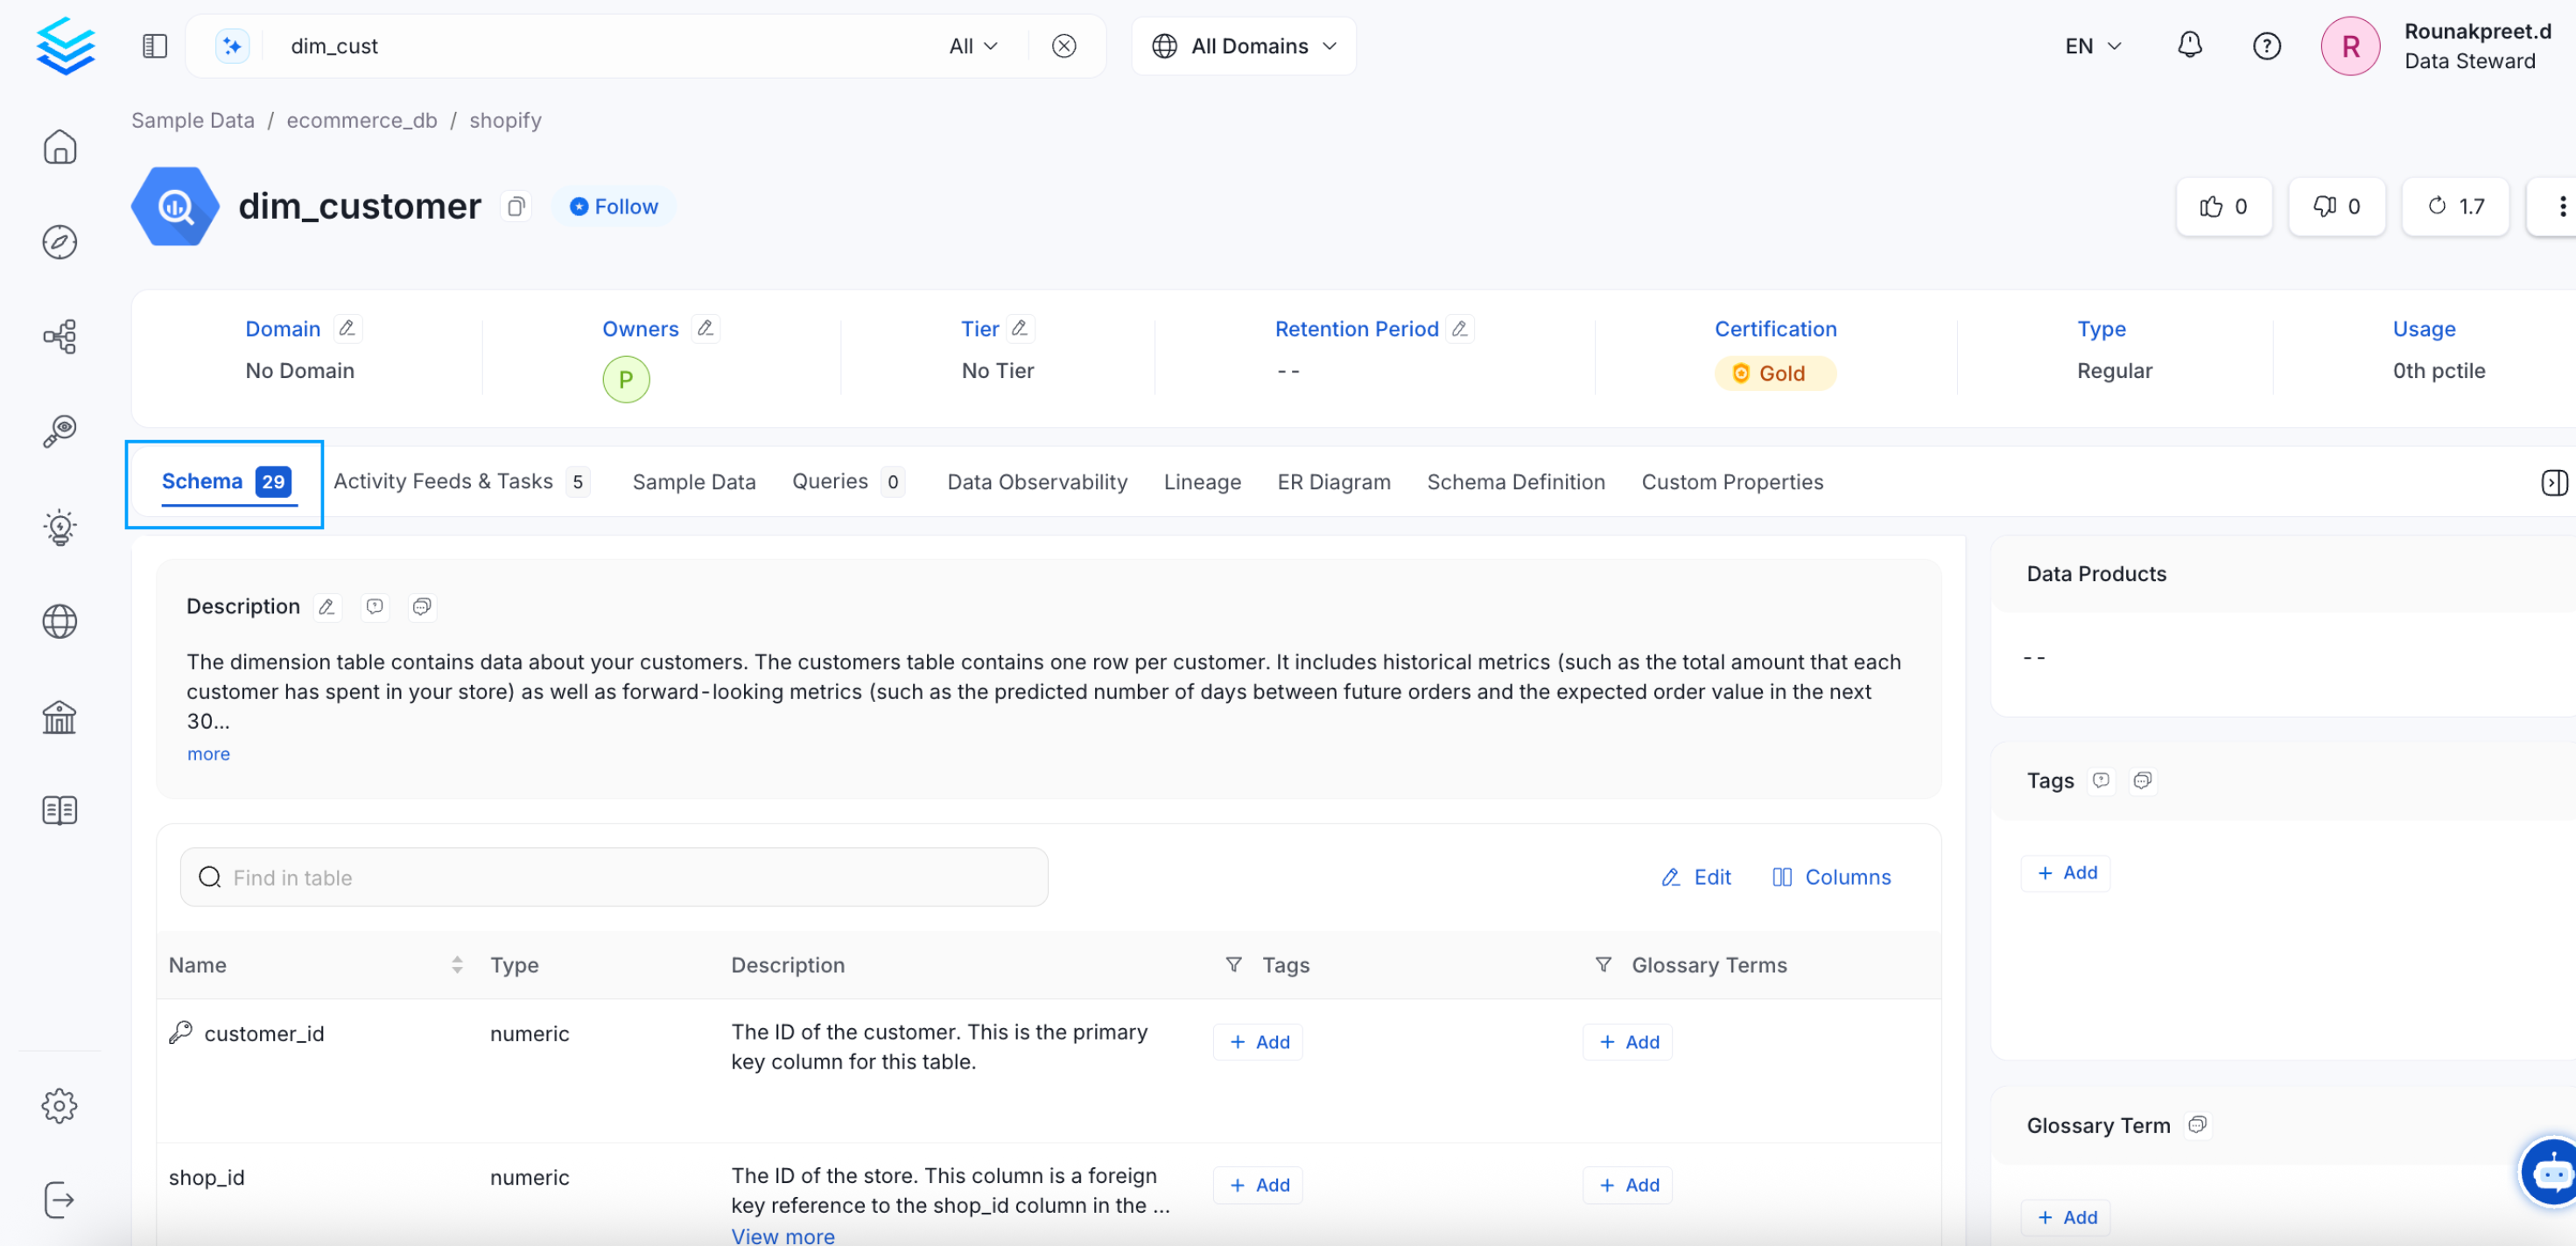 dim_cust All All Domains EN Rounakpreet.d
R Data Steward
Sample Data / ecommerce_db / shopify
dim_customer Follow 0 0 1.7
Domain Owners Tier Retention Period Certification Type Usage
No Domain P No Tier -- Gold Regular 0th pctile
Schema 29 Activity Feeds & Tasks 5 Sample Data Queries 0 Data Observability Lineage ER Diagram Schema Definition Custom Properties
Description
The dimension table contains data about your customers. The customers table contains one row per customer. It includes historical metrics (such as the total amount that each
customer has spent in your store) as well as forward-looking metrics (such as the predicted number of days between future orders and the expected order value in the next
30...
more
Find in table Edit Columns
Name Type Description Tags Glossary Terms
customer_id numeric The ID of the customer. This is the primary + Add + Add
key column for this table.
shop_id numeric The ID of the store. This column is a foreign + Add + Add
key reference to the shop_id column in the ...
View more
Data Products
--
Tags
+ Add
Glossary Term
+ Add